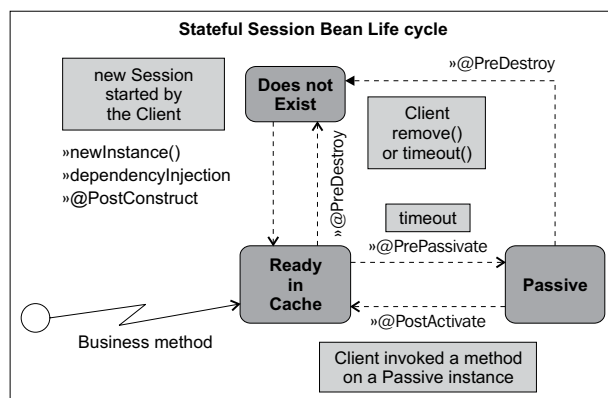 Stateful Session Bean Life cycle
new Session
started by
the Client
»newInstance()
»dependencyInjection
»@PostConstruct
Does not
Exist
»@PreDestroy
»@PreDestroy
Client
remove()
or timeout()
timeout
»@PrePassivate
Ready
in
Cache
Passive
»@PostActivate
Business method
Client invoked a method
on a Passive instance